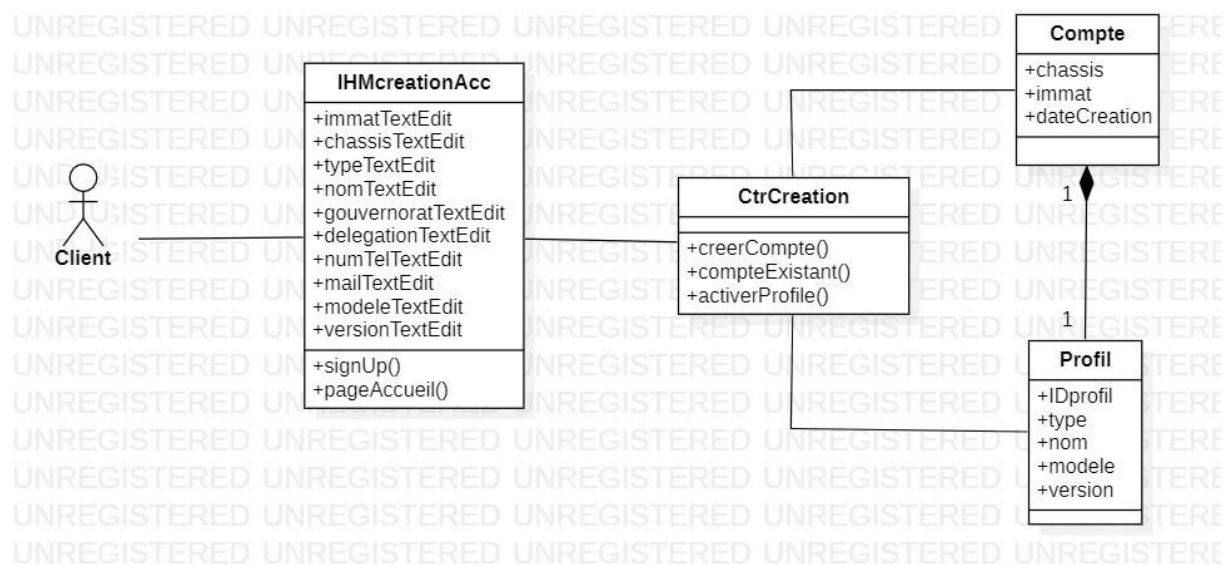 Client
IHMcreationAcc
+immatTextEdit
+chassisTextEdit
+typeTextEdit
+nomTextEdit
+gouvernoratTextEdit
+delegationTextEdit
+numTelTextEdit
+mailTextEdit
+modeleTextEdit
+versionTextEdit
+signUp()
+pageAccueil()
CtrCreation
+creerCompte()
+compteExistant()
+activerProfile()
Compte
+chassis
+immat
+dateCreation
1
1
Profil
+IDprofil
+type
+nom
+modele
+version
UNREGISTERED UNREGISTERED UNREGISTERED UNREGISTERED UNREGISTERED